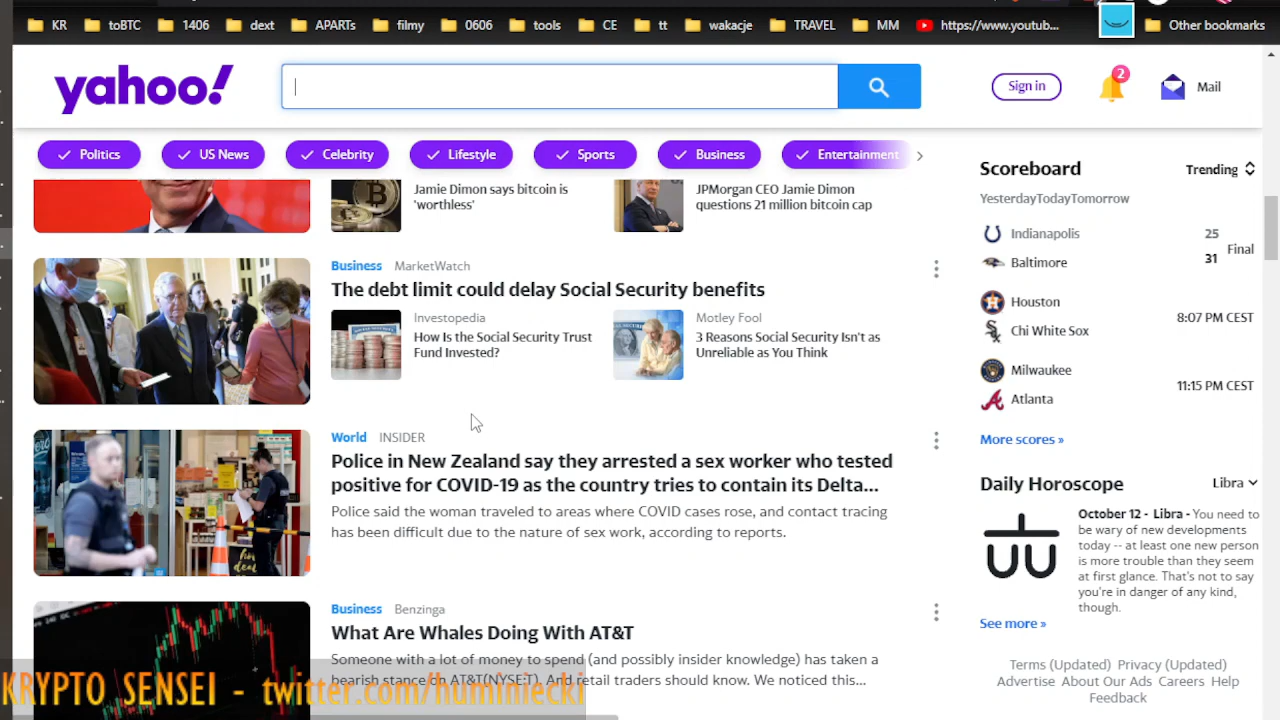 KR toBTC 1406 dext APARTs filmy 0606 tools CE tt wakacje TRAVEL MM https://www.youtub... Other bookmarks
yahoo!
Sign in
2
Mail
Politics US News Celebrity Lifestyle Sports Business Entertainment
Jamie Dimon says bitcoin is
'worthless'
JPMorgan CEO Jamie Dimon
questions 21 million bitcoin cap
Business MarketWatch
The debt limit could delay Social Security benefits
Investopedia
How Is the Social Security Trust
Fund Invested?
Motley Fool
3 Reasons Social Security Isn't as
Unreliable as You Think
World INSIDER
Police in New Zealand say they arrested a sex worker who tested
positive for COVID-19 as the country tries to contain its Delta...
Police said the woman traveled to areas where COVID cases rose, and contact tracing
has been difficult due to the nature of sex work, according to reports.
Business Benzinga
What Are Whales Doing With AT&T
Someone with a lot of money to spend (and possibly insider knowledge) has taken a
bearish stance on AT&T(NYSE:T). And retail traders should know. We noticed this...
Scoreboard
Trending
YesterdayTodayTomorrow
Indianapolis 25
Baltimore 31
Final
Houston
Chi White Sox
8:07 PM CEST
Milwaukee
Atlanta
11:15 PM CEST
More scores »
Daily Horoscope
Libra
October 12 - Libra - You need to
be wary of new developments
today -- at least one new person
is more trouble than they seem
at first glance. That's not to say
you're in danger of any kind,
though.
See more »
Terms (Updated) Privacy (Updated)
Advertise About Our Ads Careers Help
Feedback
KRYPTO SENSEI - twitter.com/huminiecki